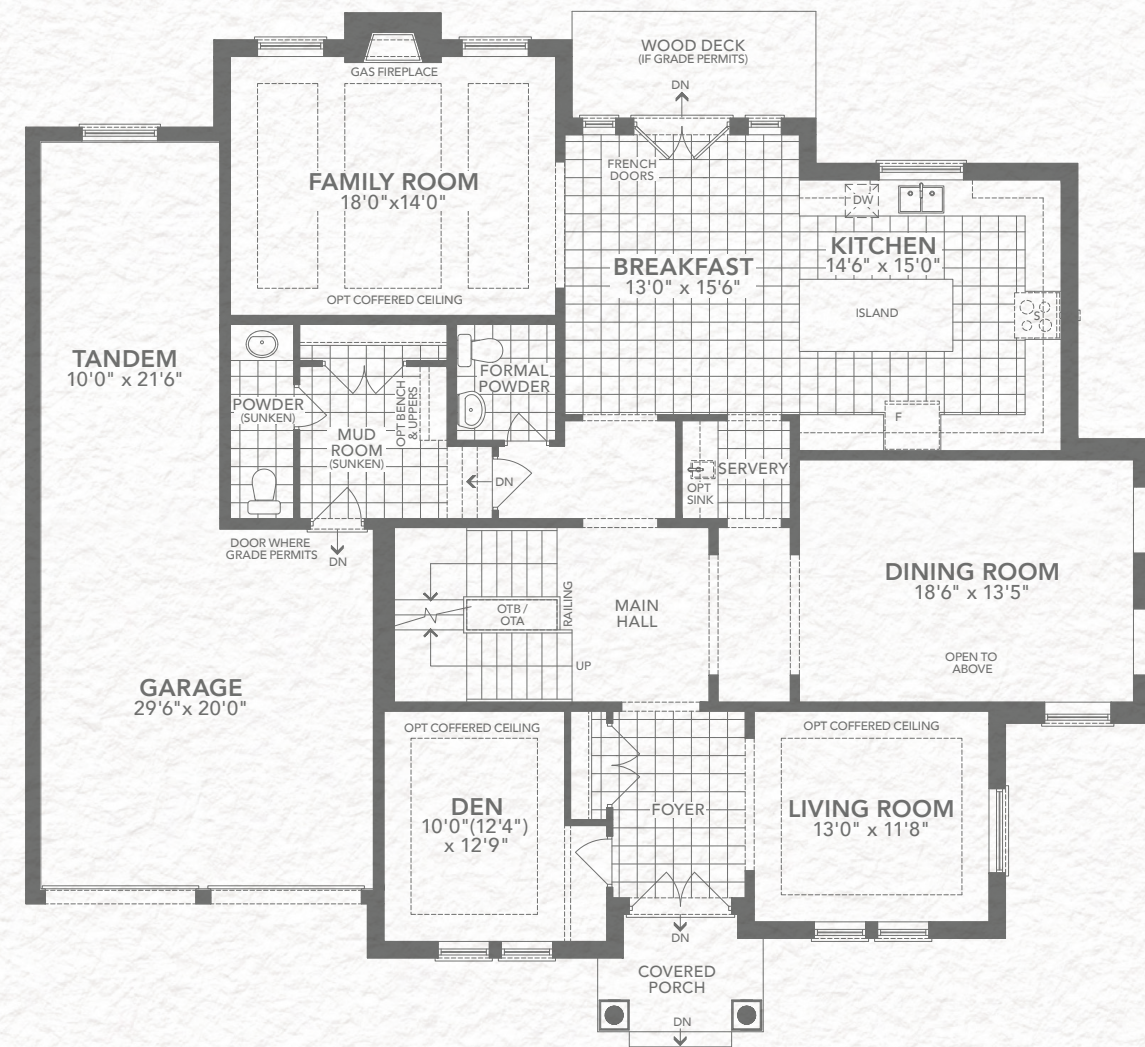 WOOD DECK
(IF GRADE PERMITS)
DN
GAS FIREPLACE
FAMILY ROOM
18'0"x14'0"
OPT COFFERED CEILING
FRENCH
DOORS
BREAKFAST
13'0" x 15'6"
DW
KITCHEN
14'6" x 15'0"
ISLAND
S
F
TANDEM
10'0" x 21'6"
POWDER
(SUNKEN)
MUD
ROOM
(SUNKEN)
OPT BENCH
& UPPERS
FORMAL
POWDER
DN
SERVERY
OPT
SINK
DOOR WHERE
GRADE PERMITS
DN
OTB /
OTA
RAILING
UP
MAIN
HALL
DINING ROOM
18'6" x 13'5"
OPEN TO
ABOVE
GARAGE
29'6"x 20'0"
OPT COFFERED CEILING
DEN
10'0"(12'4")
x 12'9"
FOYER
OPT COFFERED CEILING
LIVING ROOM
13'0" x 11'8"
DN
COVERED
PORCH
DN